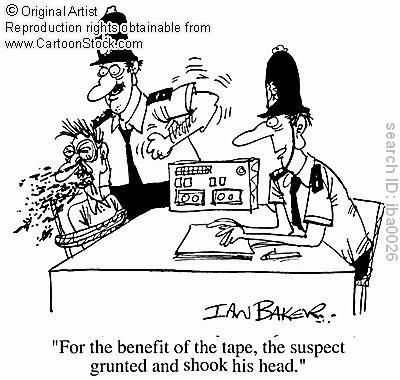 © Original Artist
Reproduction rights obtainable from
www.CartoonStock.com
search ID: iba0026
IAN BAKER...
"For the benefit of the tape, the suspect
grunted and shook his head."